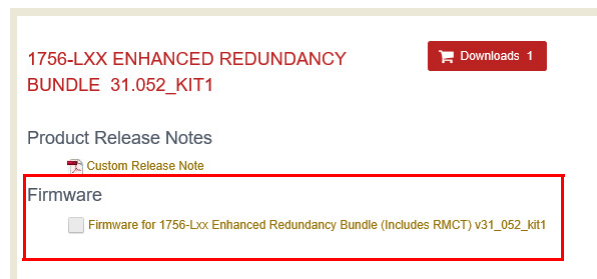 1756-LXX ENHANCED REDUNDANCY
BUNDLE 31.052_KIT1
Downloads 1
Product Release Notes
Custom Release Note
Firmware
Firmware for 1756-Lxx Enhanced Redundancy Bundle (Includes RMCT) v31_052_kit1